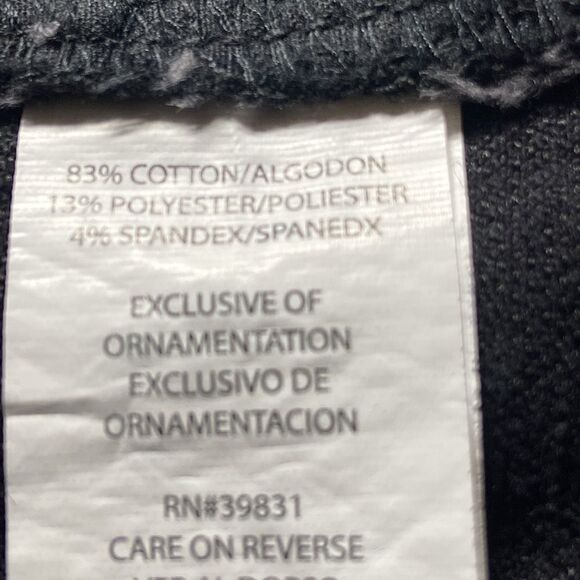 83% COTTON/ALGODON
13% POLYESTER/POLIESTER
4% SPANDEX/SPANEDX
EXCLUSIVE OF
ORNAMENTATION
EXCLUSIVO DE
ORNAMENTACION
RN#39831
CARE ON REVERSE